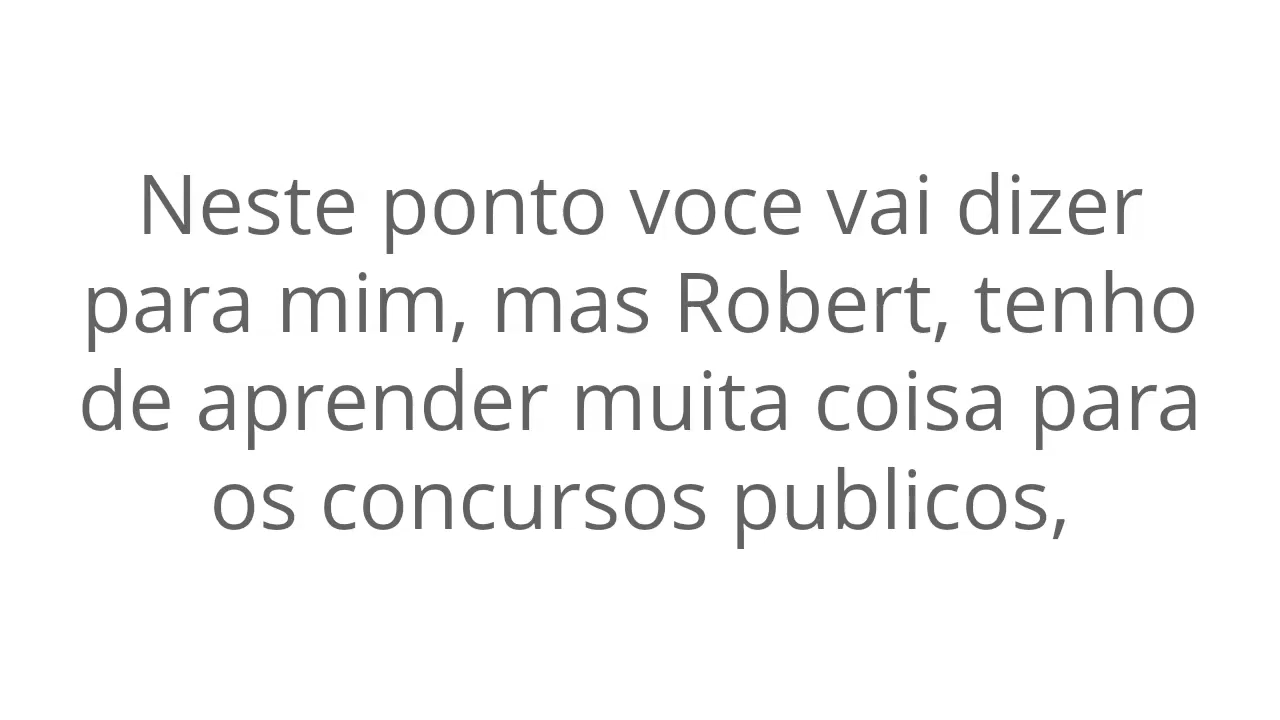 Neste ponto voce vai dizer
para mim, mas Robert, tenho
de aprender muita coisa para
os concursos publicos,